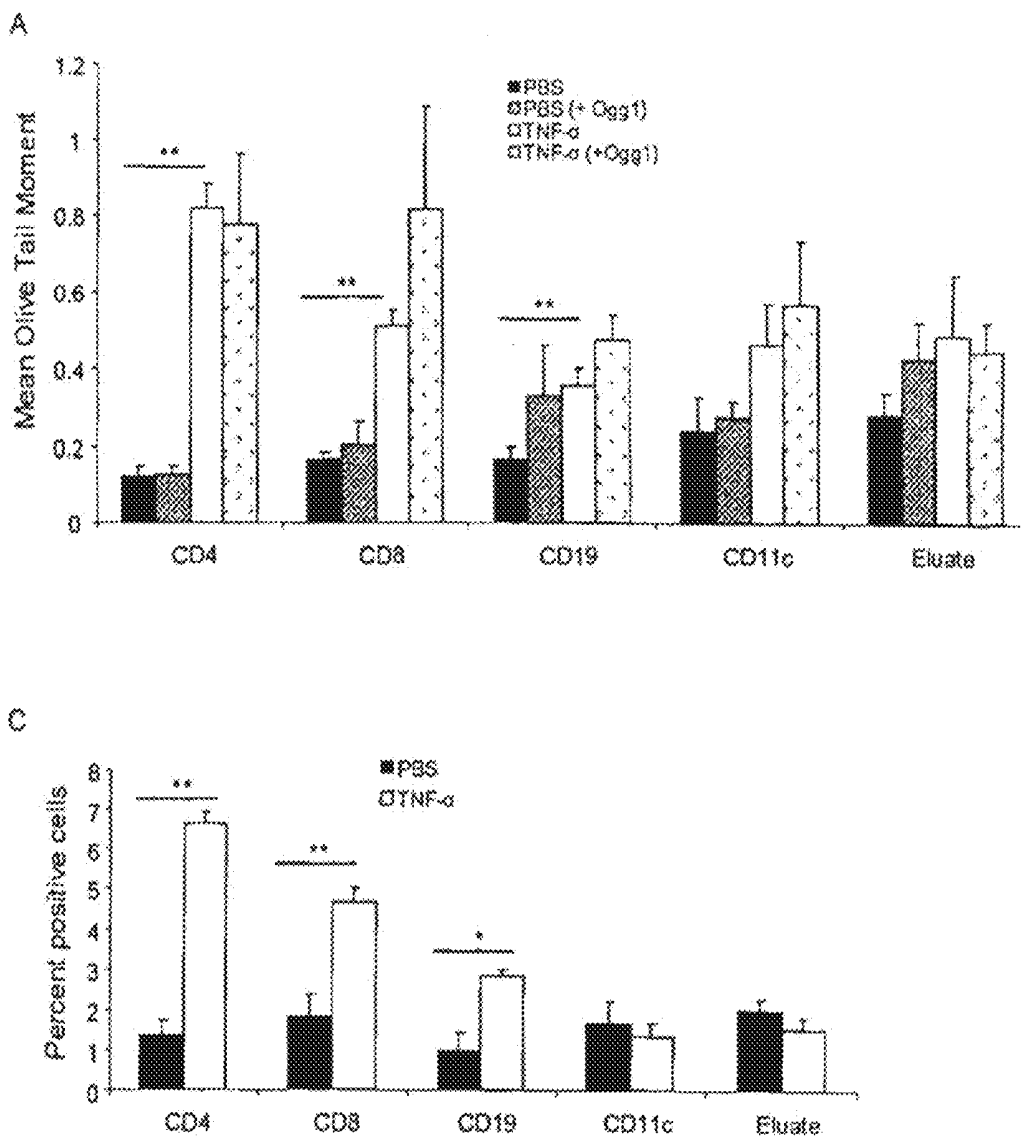 A
Mean Olive Tail Moment
1.2
1
0.8
0.6
0.4
0.2
0
PBS
PBS (+ Ogg1)
TNF-α
TNF-α (+Ogg1)
**
**
**
CD4 CD8 CD19 CD11c Eluate
C
Percent positive cells
8
7
6
5
4
3
2
1
0
PBS
TNF-α
**
**
*
CD4 CD8 CD19 CD11c Eluate